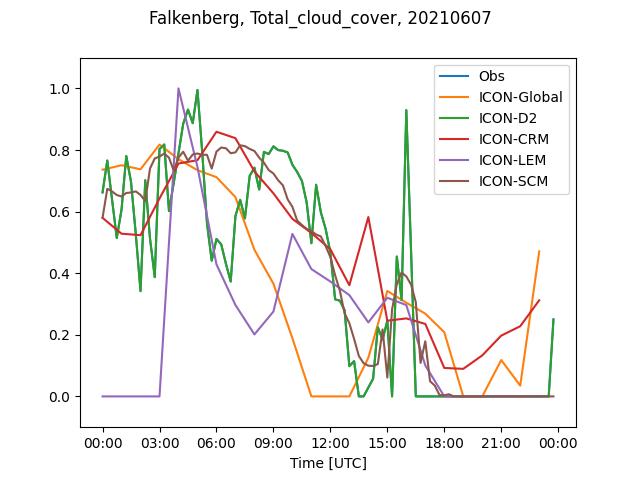 Falkenberg, Total_cloud_cover, 20210607
Obs
ICON-Global
ICON-D2
ICON-CRM
ICON-LEM
ICON-SCM
1.0
0.8
0.6
0.4
0.2
0.0
00:00 03:00 06:00 09:00 12:00 15:00 18:00 21:00 00:00
Time [UTC]